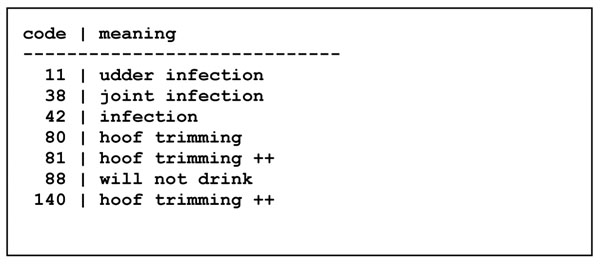 code | meaning
-----------------------------
11 | udder infection
38 | joint infection
42 | infection
80 | hoof trimming
81 | hoof trimming ++
88 | will not drink
140 | hoof trimming ++